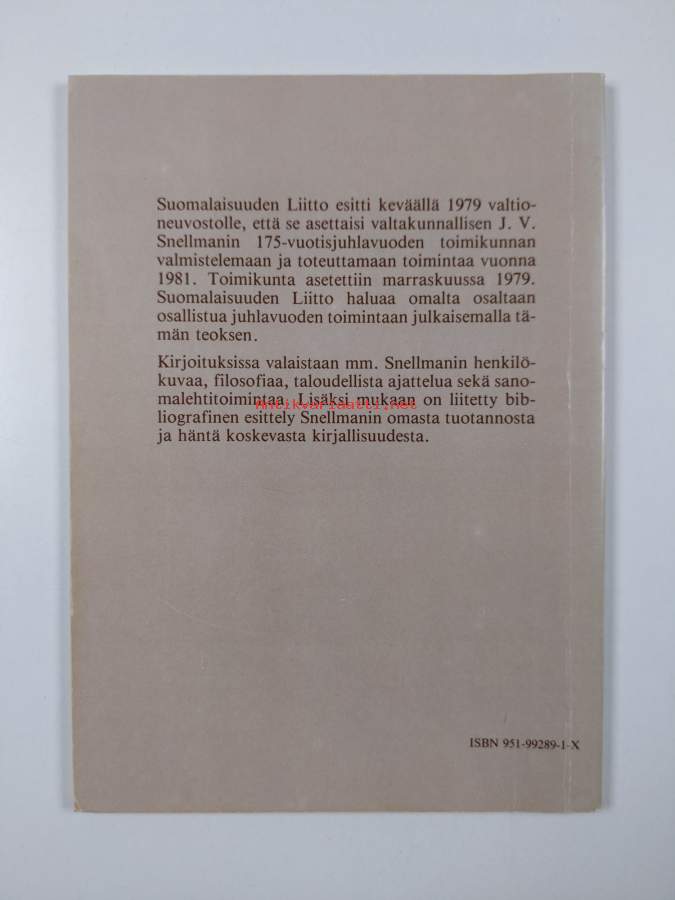 Suomalaisuuden Liitto esitti keväällä 1979 valtio-
neuvostolle, että se asettaisi valtakunnallisen J. V.
Snellmanin 175-vuotisjuhlavuoden toimikunnan
valmistelemaan ja toteuttamaan toimintaa vuonna
1981. Toimikunta asetettiin marraskuussa 1979.
Suomalaisuuden Liitto haluaa omalta osaltaan
osallistua juhlavuoden toimintaan julkaisemalla tä-
män teoksen.
Kirjoituksissa valaistaan mm. Snellmanin henkilö-
kuvaa, filosofiaa, taloudellista ajattelua sekä sano-
malehtitoimintaa. Lisäksi mukaan on liitetty bib-
Antikvariaatti.net
liografinen esittely Snellmanin omasta tuotannosta
ja häntä koskevasta kirjallisuudesta.
ISBN 951-99289-1-X